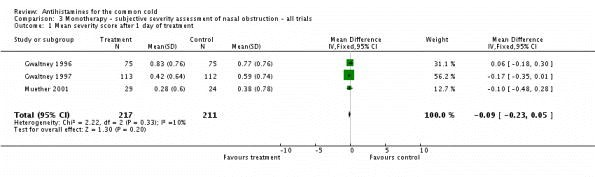 Antihistamines for the common cold
Comparison: 3 Monotherapy - subjective severity assessment of nasal obstruction - all trials
Outcome: 1 Mean severity score after 1 day of treatment
Study or subgroup Treatment Control Mean Difference Weight Mean Difference
N Mean(SD) N Mean(SD) IV,Fixed,95% CI IV,Fixed,95% CI
Gwaltney 1996 75 0.83 (0.76) 75 0.77 (0.76) 31.1 % 0.06 [ -0.18, 0.30 ]
Gwaltney 1997 113 0.42 (0.64) 112 0.59 (0.74) 56.2 % -0.17 [ -0.35, 0.01 ]
Muether 2001 29 0.28 (0.6) 24 0.38 (0.78) 12.7 % -0.10 [ -0.48, 0.28 ]
Total (95% CI) 217 211 100.0 % -0.09 [ -0.23, 0.05 ]
Heterogeneity: Chi² = 2.22, df = 2 (P = 0.33); I² =10%
Test for overall effect: Z = 1.30 (P = 0.20)
-10 -5 0 5 10
Favours treatment Favours control